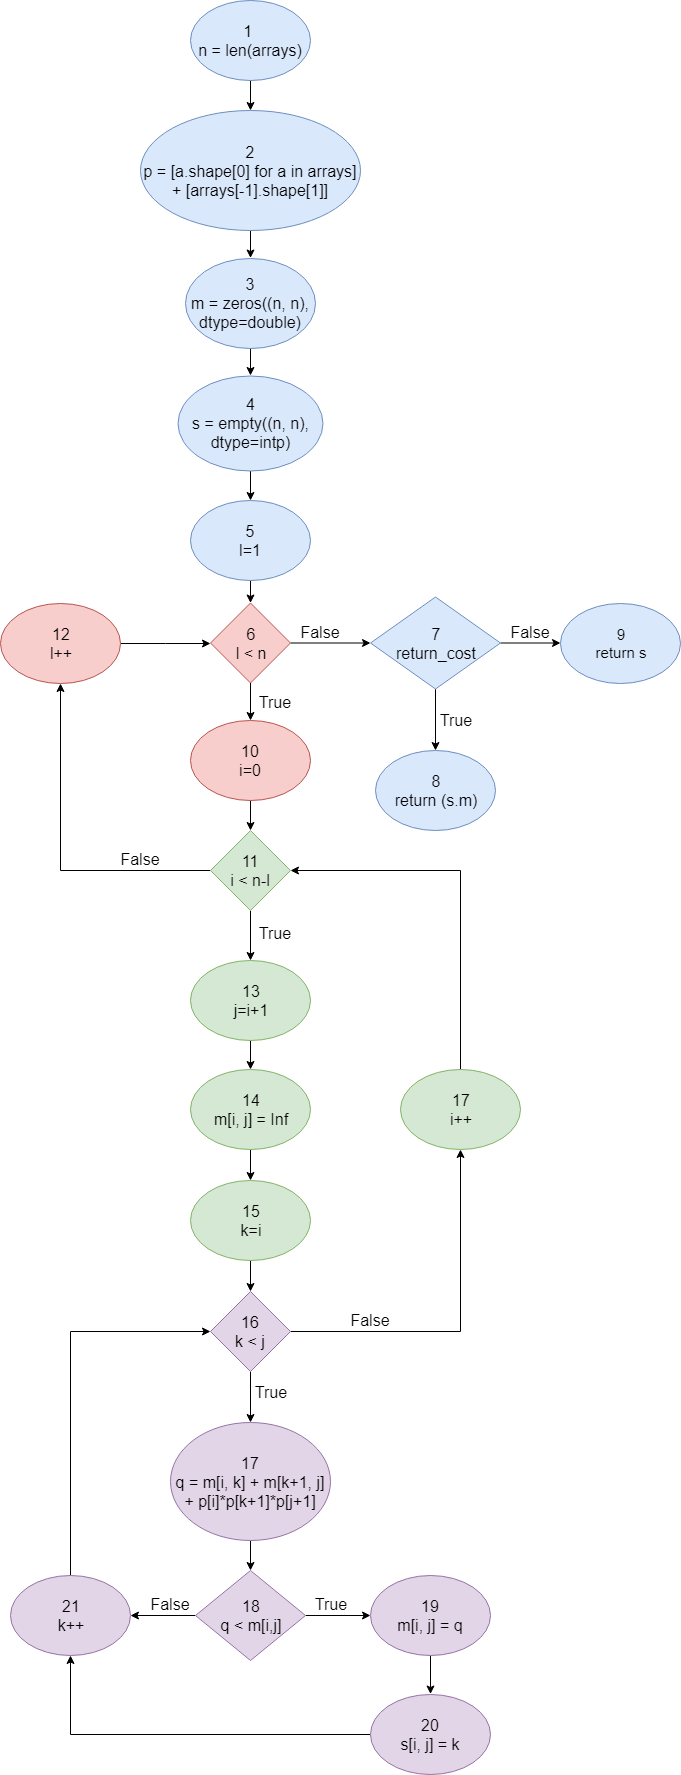 1
n = len(arrays)
2
p = [a.shape[0] for a in arrays]
+ [arrays[-1].shape[1]]
3
m = zeros((n, n),
dtype=double)
4
s = empty((n, n),
dtype=intp)
5
l=1
12
l++
6
l < n
False
7
return_cost
False
9
return s
True
True
10
i=0
8
return (s.m)
False
11
i < n-l
True
13
j=i+1
14
m[i, j] = Inf
17
i++
15
k=i
16
k < j
False
True
17
q = m[i, k] + m[k+1, j]
+ p[i]*p[k+1]*p[j+1]
21
k++
False
18
q < m[i,j]
True
19
m[i, j] = q
20
s[i, j] = k